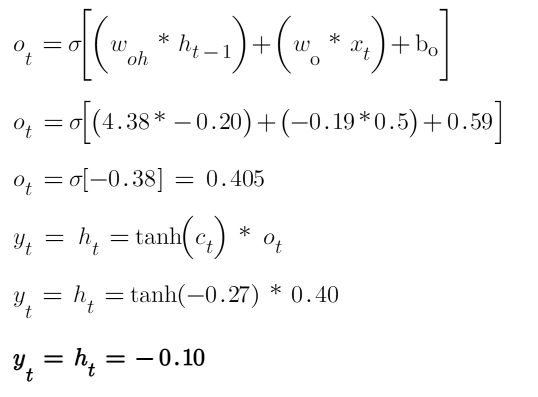 o_t = σ[(w_oh * h_{t−1}) + (w_o * x_t) + b_o]
o_t = σ[(4.38* −0.20) + (−0.19*0.5) + 0.59]
o_t = σ[−0.38] = 0.405
y_t = h_t = tanh(c_t) * o_t
y_t = h_t = tanh(−0.27) * 0.40
y_t = h_t = −0.10